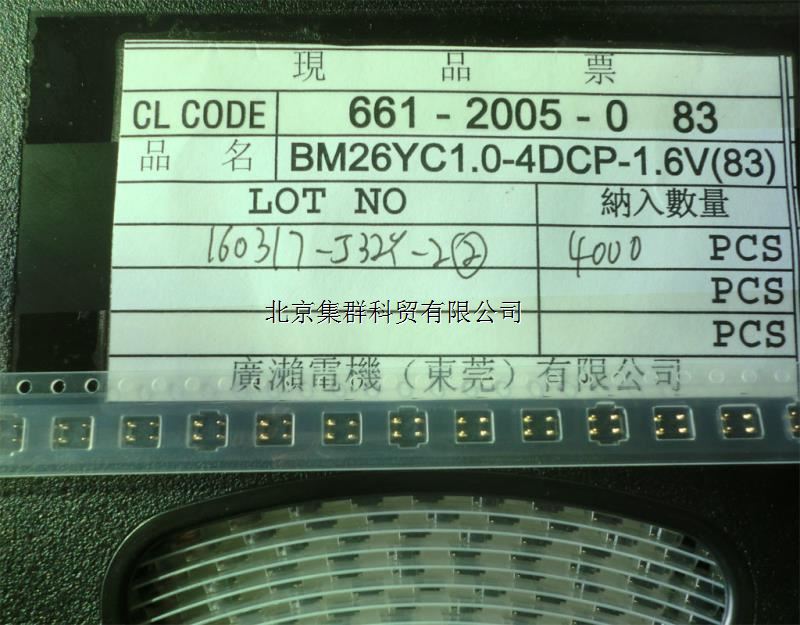 現品票
CL CODE 661 - 2005 - 0 83
品名 BM26YC1.0-4DCP-1.6V(83)
LOT NO 納入數量
160317-J324-2② 4000 PCS
PCS
北京集群科贸有限公司
PCS
廣瀨電機（東莞）有限公司